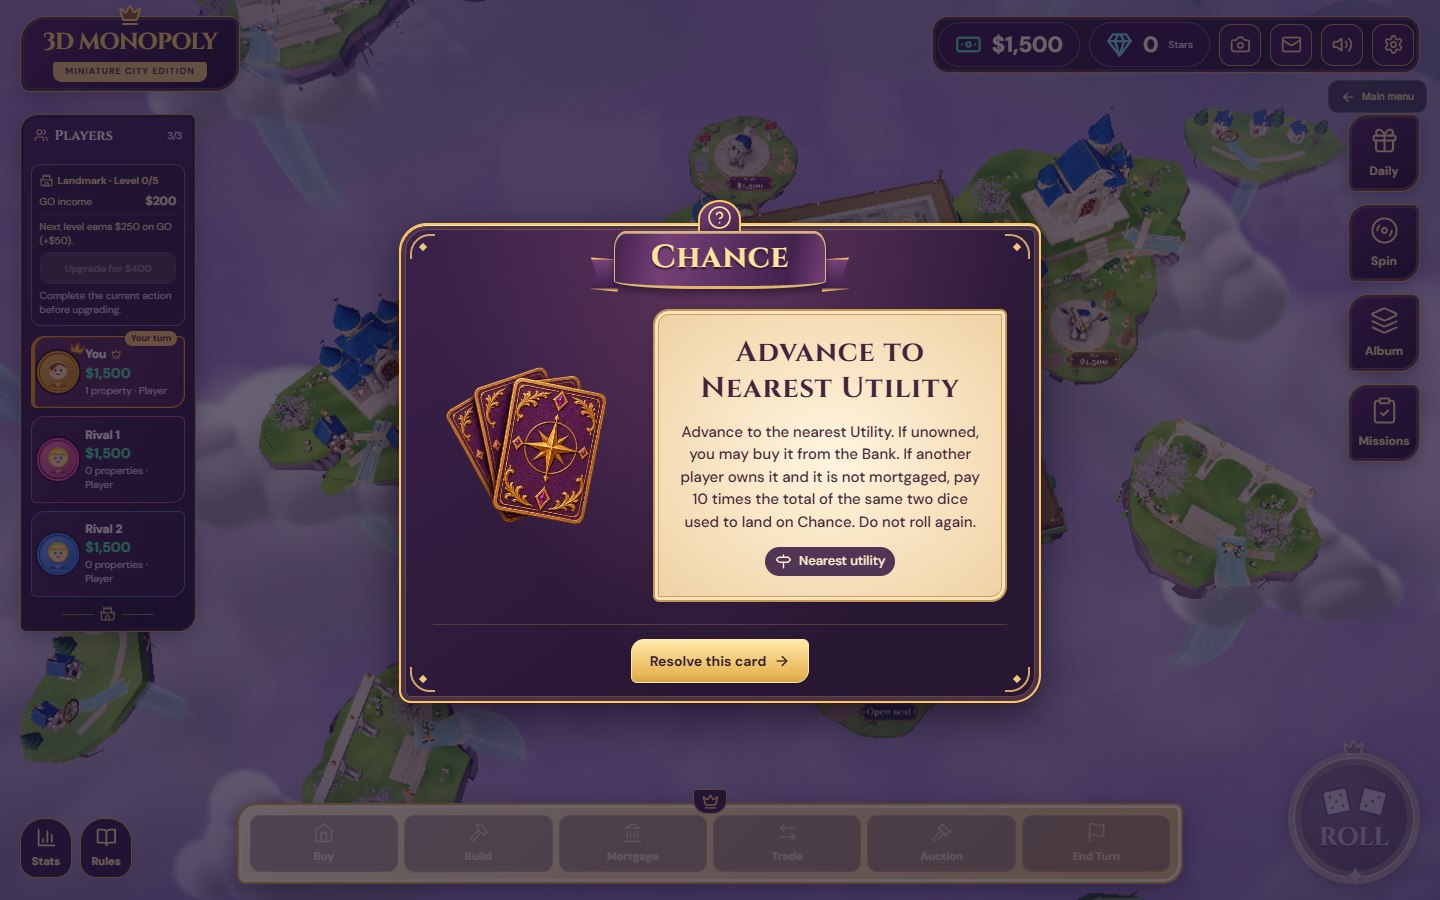 3D MONOPOLY
MINIATURE CITY EDITION
$1,500
0 Stars
Main menu
PLAYERS
3/3
Landmark · Level 0/5
GO income $200
Next level earns $250 on GO
(+$50).
Upgrade for $400
Complete the current action
before upgrading.
Your turn
You
$1,500
1 property · Player
Rival 1
$1,500
0 properties ·
Player
Rival 2
$1,500
0 properties ·
Player
Daily
Spin
Album
Missions
CHANCE
ADVANCE TO
NEAREST UTILITY
Advance to the nearest Utility. If unowned,
you may buy it from the Bank. If another
player owns it and it is not mortgaged, pay
10 times the total of the same two dice
used to land on Chance. Do not roll again.
Nearest utility
Resolve this card
$1,500
Open seat
Stats
Rules
Buy
Build
Mortgage
Trade
Auction
End Turn
ROLL